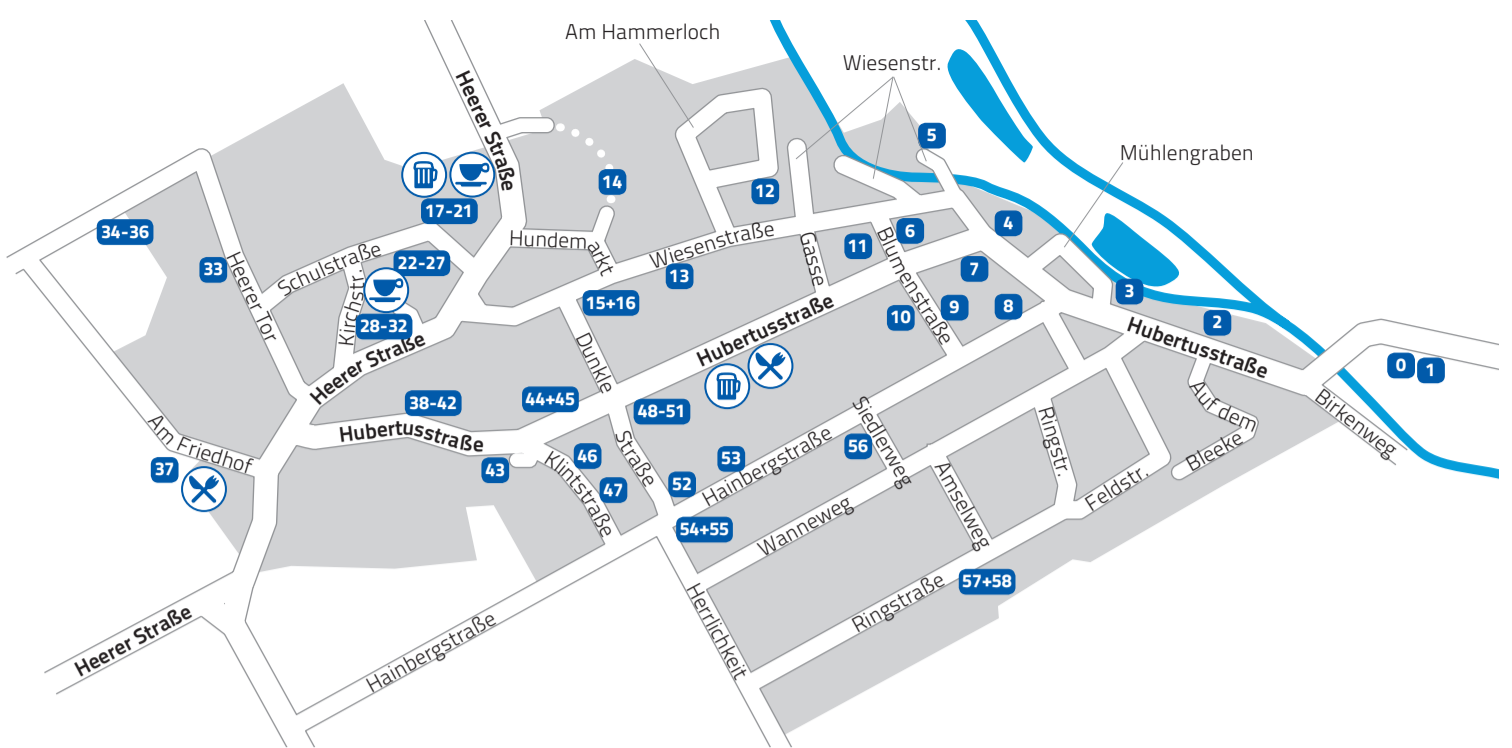 Am Hammerloch
Wiesenstr.
Heerer Straße
5
Mühlengraben
14
12
17-21
4
34-36
Hundemarkt
Wiesenstraße
6
Blumenstraße
Gasse
11
33
Heerer Tor
Schulstraße
22-27
7
13
3
Kirchstr.
15+16
9
8
10
2
28-32
Heerer Straße
Hubertusstraße
Hubertusstraße
Dunkle
Straße
0
1
38-42
44+45
48-51
Auf dem
Bleeke
Birkenweg
Hubertusstraße
Am Friedhof
37
43
46
Klintstraße
47
53
52
Hainbergstraße
56
Siedlerweg
Ringstr.
Feldstr.
54+55
Wanneweg
Amselweg
57+58
Ringstraße
Herrlichkeit
Heerer Straße
Hainbergstraße